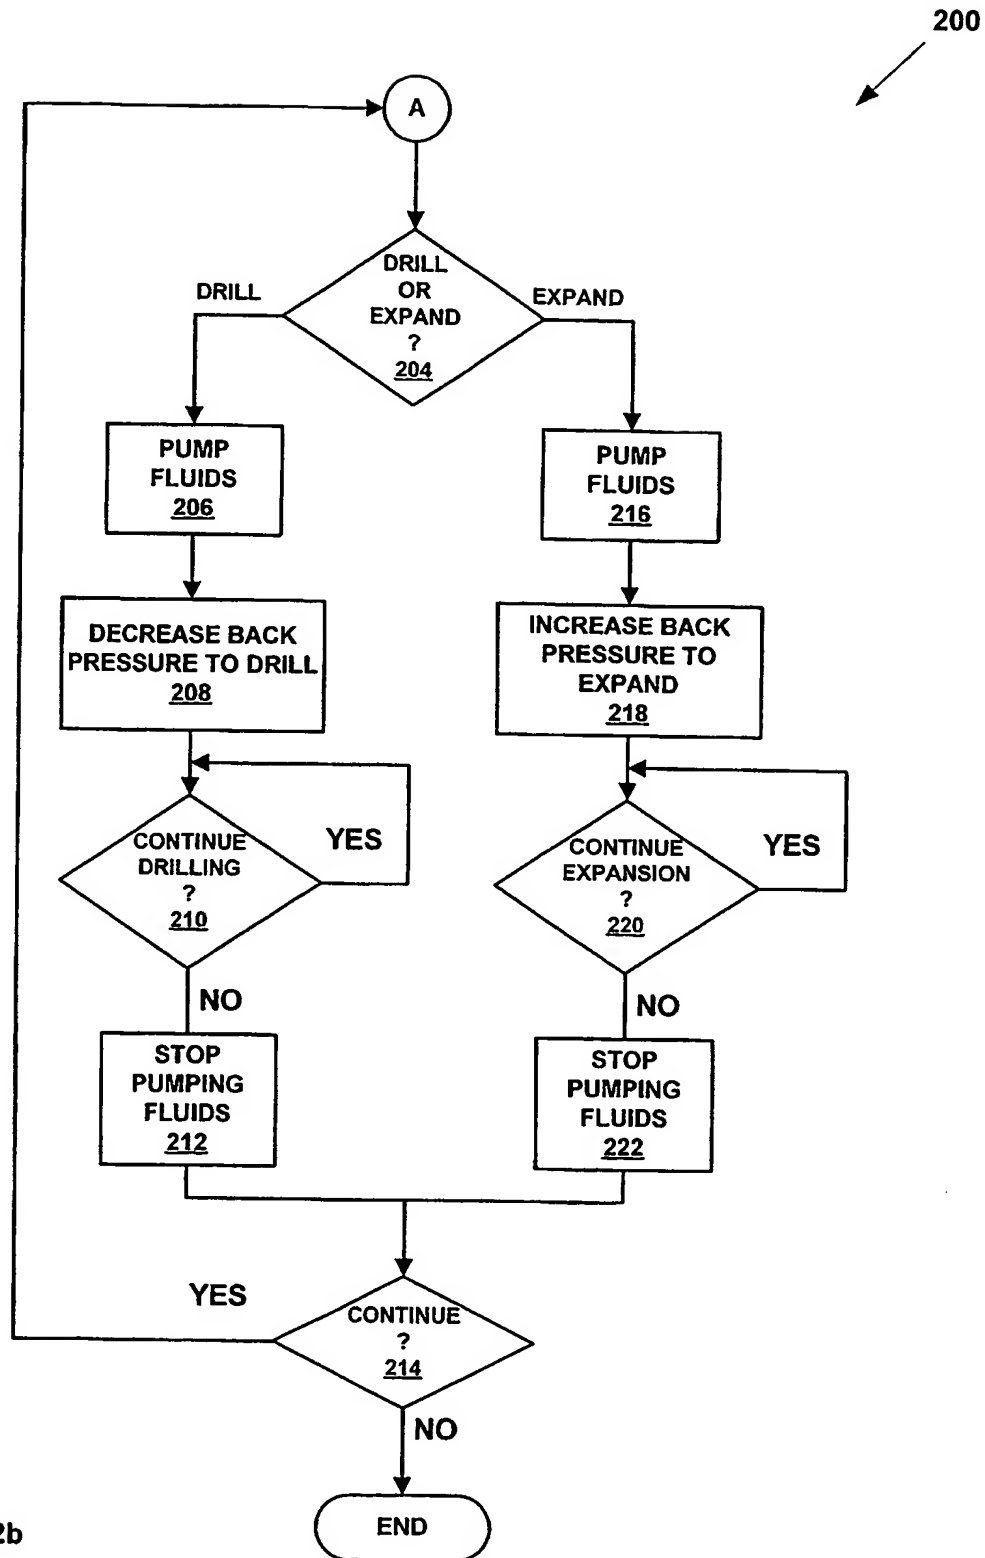 200
A
DRILL
OR
EXPAND
?
204
DRILL
EXPAND
PUMP
FLUIDS
206
PUMP
FLUIDS
216
DECREASE BACK
PRESSURE TO DRILL
208
INCREASE BACK
PRESSURE TO
EXPAND
218
CONTINUE
DRILLING
?
210
YES
CONTINUE
EXPANSION
?
220
YES
NO
NO
STOP
PUMPING
FLUIDS
212
STOP
PUMPING
FLUIDS
222
YES
CONTINUE
?
214
NO
END
2b